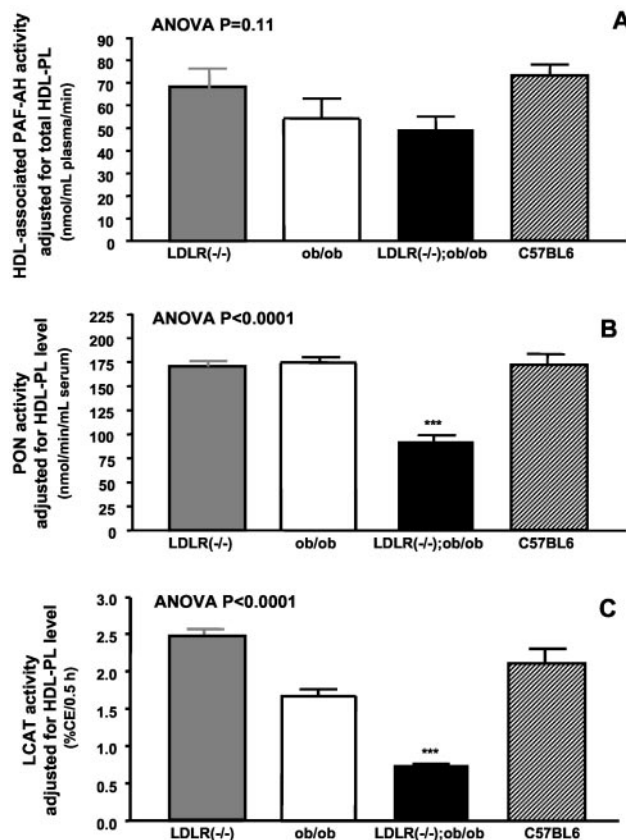 ANOVA P=0.11
A
HDL-associated PAF-AH activity
adjusted for total HDL-PL
(nmol/mL plasma/min)
90
80
70
60
50
40
30
20
10
0
LDLR(-/-) ob/ob LDLR(-/-);ob/ob C57BL6
ANOVA P<0.0001
B
PON activity
adjusted for HDL-PL level
(nmol/min/mL serum)
225
200
175
150
125
100
75
50
25
0
***
LDLR(-/-) ob/ob LDLR(-/-);ob/ob C57BL6
ANOVA P<0.0001
C
LCAT activity
adjusted for HDL-PL level
(%CE/0.5 h)
3.0
2.5
2.0
1.5
1.0
0.5
0.0
***
LDLR(-/-) ob/ob LDLR(-/-);ob/ob C57BL6